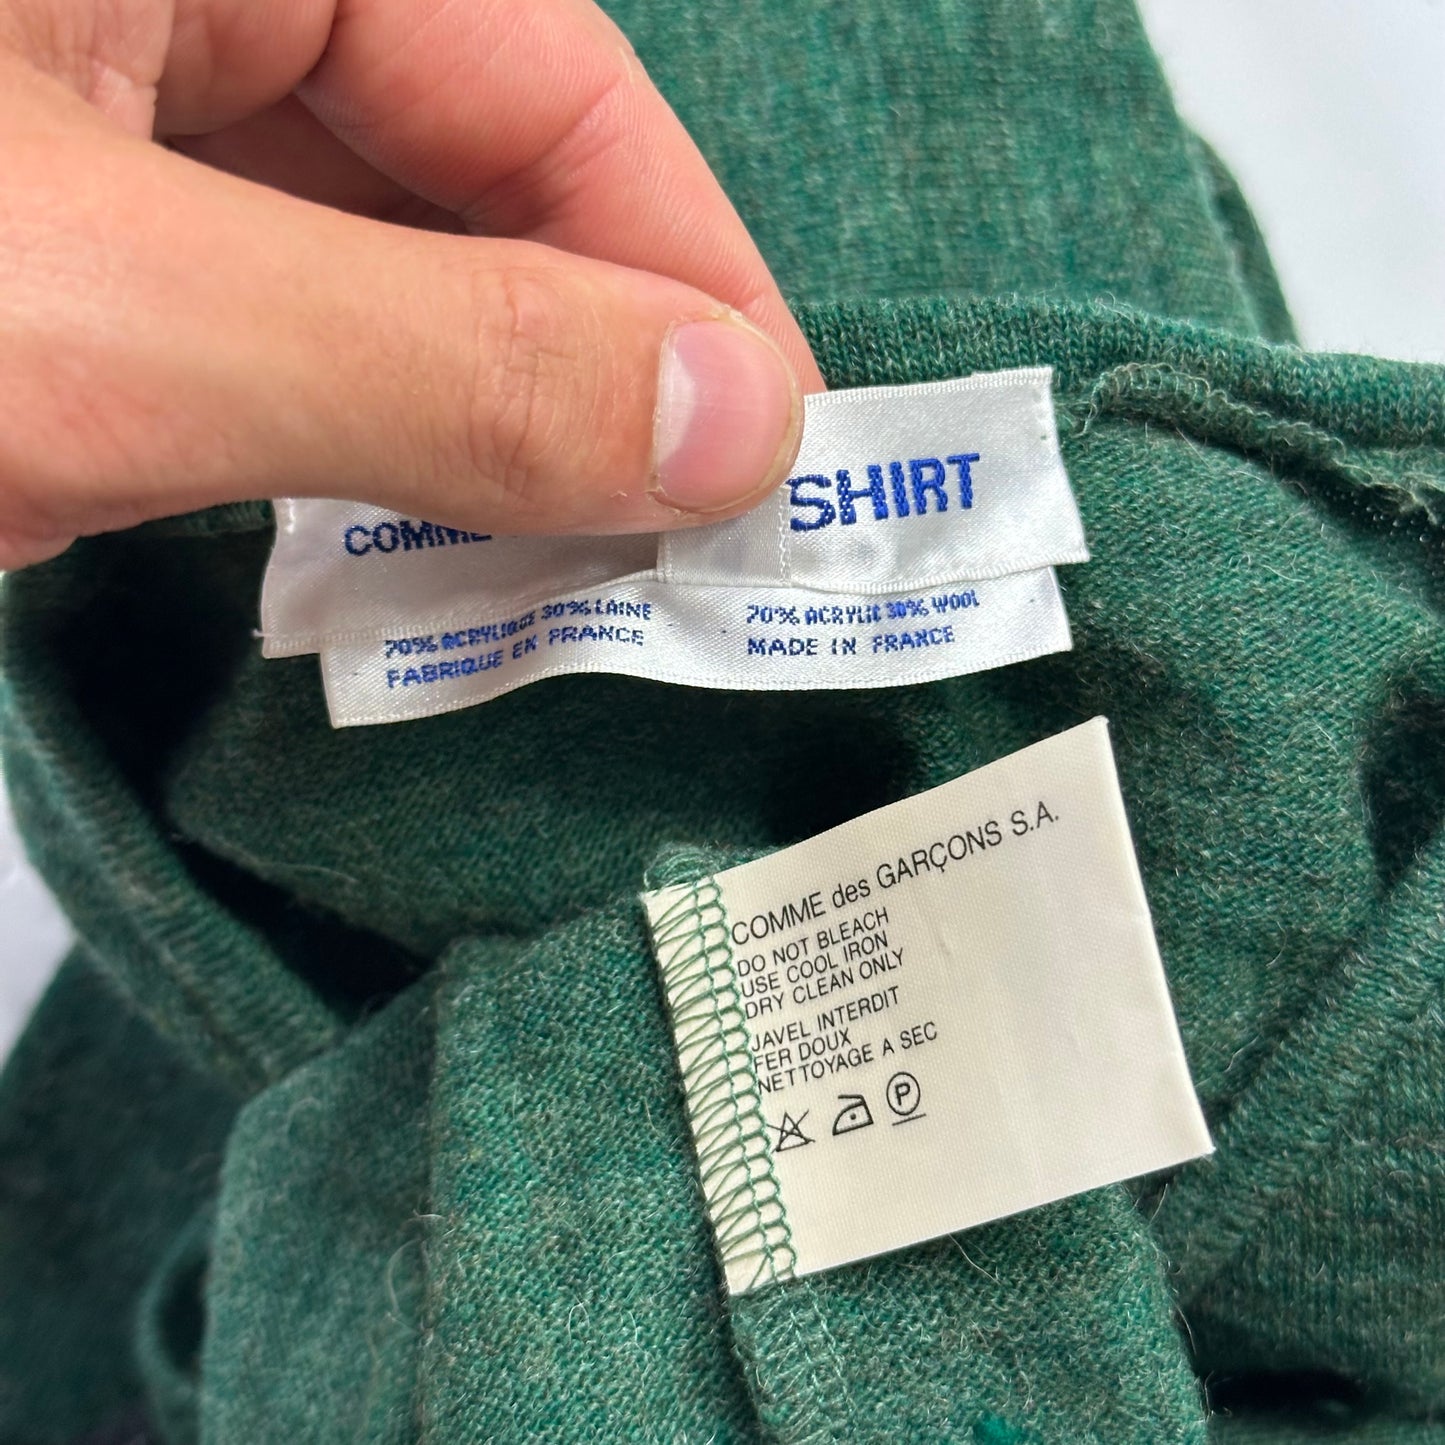 COMME SHIRT
70% ACRYLIQUE 30% LAINE
FABRIQUE EN FRANCE
70% ACRYLIC 30% WOOL
MADE IN FRANCE
COMME des GARÇONS S.A.
DO NOT BLEACH
USE COOL IRON
DRY CLEAN ONLY
JAVEL INTERDIT
FER DOUX
NETTOYAGE A SEC
P